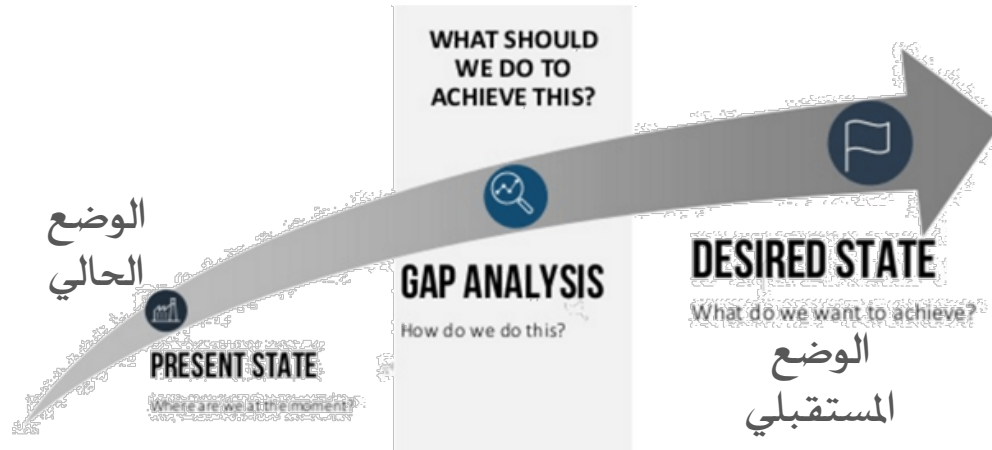 WHAT SHOULD
WE DO TO
ACHIEVE THIS?
الوضع
الحالي
PRESENT STATE
Where are we at the moment?
GAP ANALYSIS
How do we do this?
DESIRED STATE
What do we want to achieve?
الوضع
المستقبلي